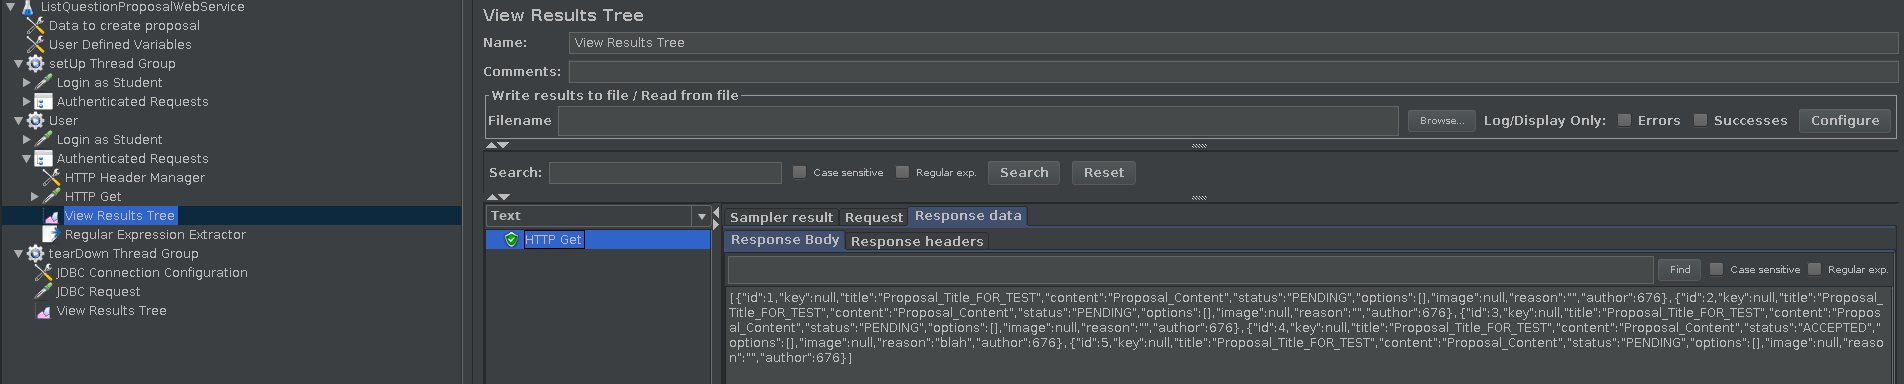 ListQuestionProposalWebService
Data to create proposal
User Defined Variables
setUp Thread Group
Login as Student
Authenticated Requests
User
Login as Student
Authenticated Requests
HTTP Header Manager
HTTP Get
View Results Tree
Regular Expression Extractor
tearDown Thread Group
JDBC Connection Configuration
JDBC Request
View Results Tree
View Results Tree
Name: View Results Tree
Comments:
Write results to file / Read from file
Filename Browse... Log/Display Only: Errors Successes Configure
Search: Case sensitive Regular exp. Search Reset
Text
HTTP Get
Sampler result Request Response data
Response Body Response headers
Find Case sensitive Regular exp.
[{"id":1,"key":null,"title":"Proposal_Title_FOR_TEST","content":"Proposal_Content","status":"PENDING","options":[],"image":null,"reason":"","author":676},{"id":2,"key":null,"title":"Proposal_
Title_FOR_TEST","content":"Proposal_Content","status":"PENDING","options":[],"image":null,"reason":"","author":676},{"id":3,"key":null,"title":"Proposal_Title_FOR_TEST","content":"Propos
al_Content","status":"PENDING","options":[],"image":null,"reason":"","author":676},{"id":4,"key":null,"title":"Proposal_Title_FOR_TEST","content":"Proposal_Content","status":"ACCEPTED","
options":[],"image":null,"reason":"blah","author":676},{"id":5,"key":null,"title":"Proposal_Title_FOR_TEST","content":"Proposal_Content","status":"PENDING","options":[],"image":null,"reaso
n":"","author":676}]